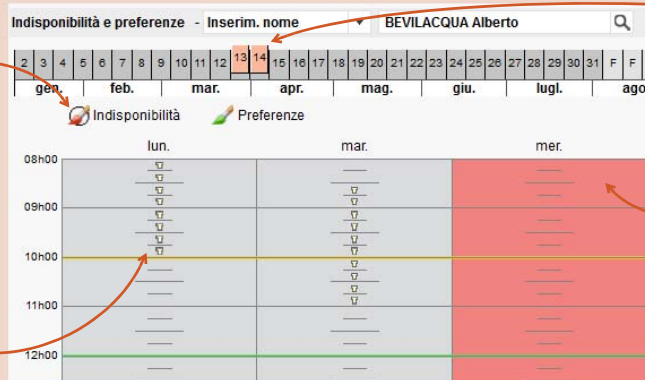 Indisponibilità e preferenze - Inserim. nome BEVILACQUA Alberto
2 3 4 5 6 7 8 9 10 11 12 13 14 15 16 17 18 19 20 21 22 23 24 25 26 27 28 29 30 31 F F
gen. feb. mar. apr. mag. giu. lugl. ago
Indisponibilità Preferenze
lun. mar. mer.
08h00
09h00
10h00
11h00
12h00